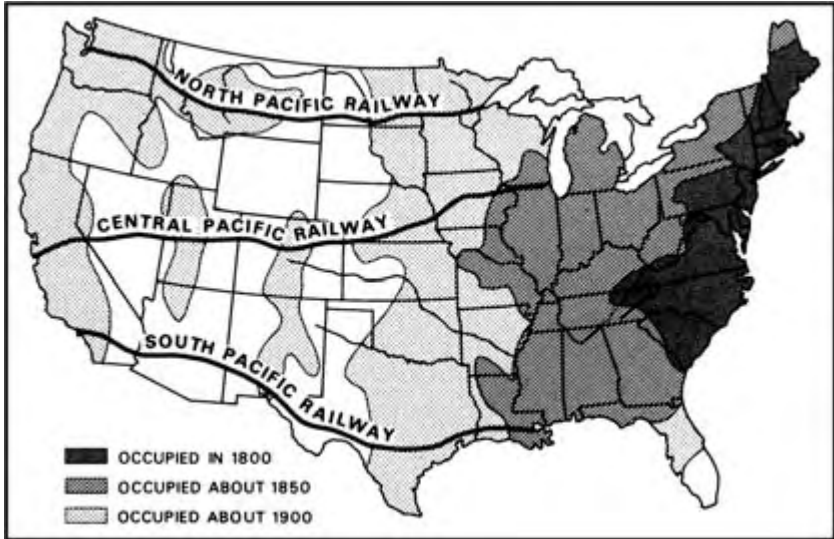 NORTH PACIFIC RAILWAY
CENTRAL PACIFIC RAILWAY
SOUTH PACIFIC RAILWAY
OCCUPIED IN 1800
OCCUPIED ABOUT 1850
OCCUPIED ABOUT 1900